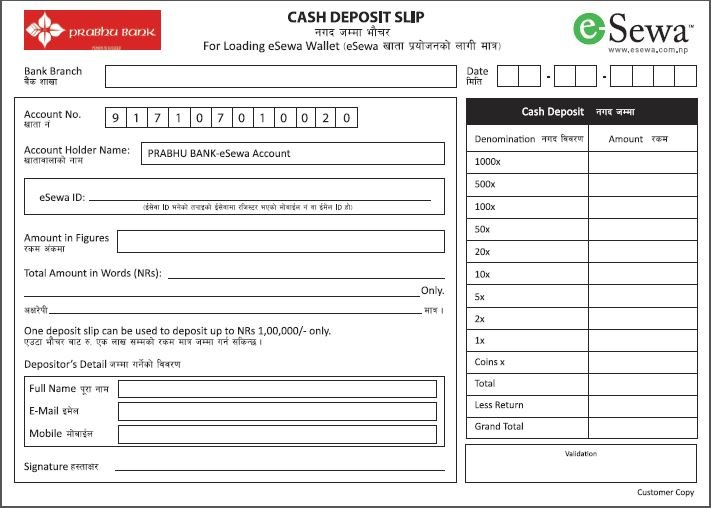 PRABHU BANK
CASH DEPOSIT SLIP
नगद जम्मा भौचर
For Loading eSewa Wallet (eSewa खाता प्रयोजनको लागी मात्र)
eSewa™
www.esewa.com.np
Bank Branch
बैंक शाखा
Date
मिति
- -
Account No.
खाता नं
9 1 7 1 0 7 0 1 0 0 2 0
Account Holder Name:
खातावालाको नाम
PRABHU BANK-eSewa Account
eSewa ID:
(ईसेवा ID भनेको तपाइको ईसेवामा रजिस्टर भएको मोबाईल नं वा ईमेल ID हो)
Amount in Figures
रकम अंकमा
Total Amount in Words (NRs):
Only.
अक्षरेपी
मात्र ।
One deposit slip can be used to deposit up to NRs 1,00,000/- only.
एउटा भौचर बाट रु. एक लाख सम्मको रकम मात्र जम्मा गर्न सकिन्छ ।
Depositor's Detail जम्मा गर्नेको विवरण
Full Name पूरा नाम
E-Mail इमेल
Mobile मोबाईल
Signature हस्ताक्षर
Cash Deposit नगद जम्मा
Denomination नगद विवरण Amount रकम
1000x
500x
100x
50x
20x
10x
5x
2x
1x
Coins x
Total
Less Return
Grand Total
Validation
Customer Copy